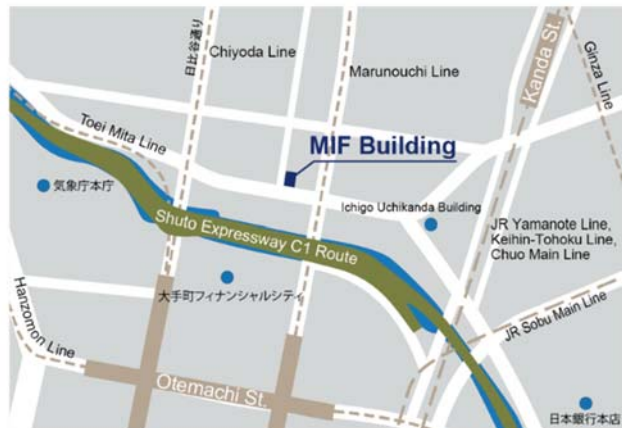 日比谷通り
Chiyoda Line
Marunouchi Line
Kanda St.
Ginza Line
Toei Mita Line
MIF Building
気象庁本庁
Ichigo Uchikanda Building
Shuto Expressway C1 Route
JR Yamanote Line,
Keihin-Tohoku Line,
Chuo Main Line
大手町フィナンシャルシティ
Hanzomon Line
JR Sobu Main Line
Otemachi St.
日本銀行本店